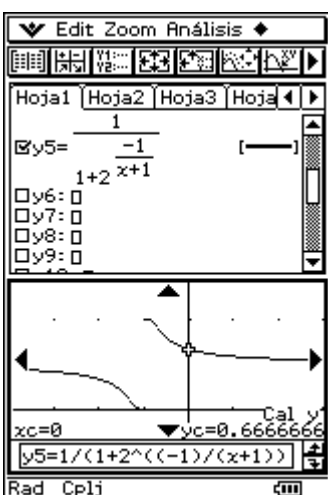 Edit Zoom Análisis
Y1:
Hoja1 Hoja2 Hoja3 Hoja
1
y5=
-1
1+2 x+1
y6:
y7:
y8:
y9:
Cal y
xc=0 yc=0.6666666
y5=1/(1+2^((-1)/(x+1))
Rad Cplj